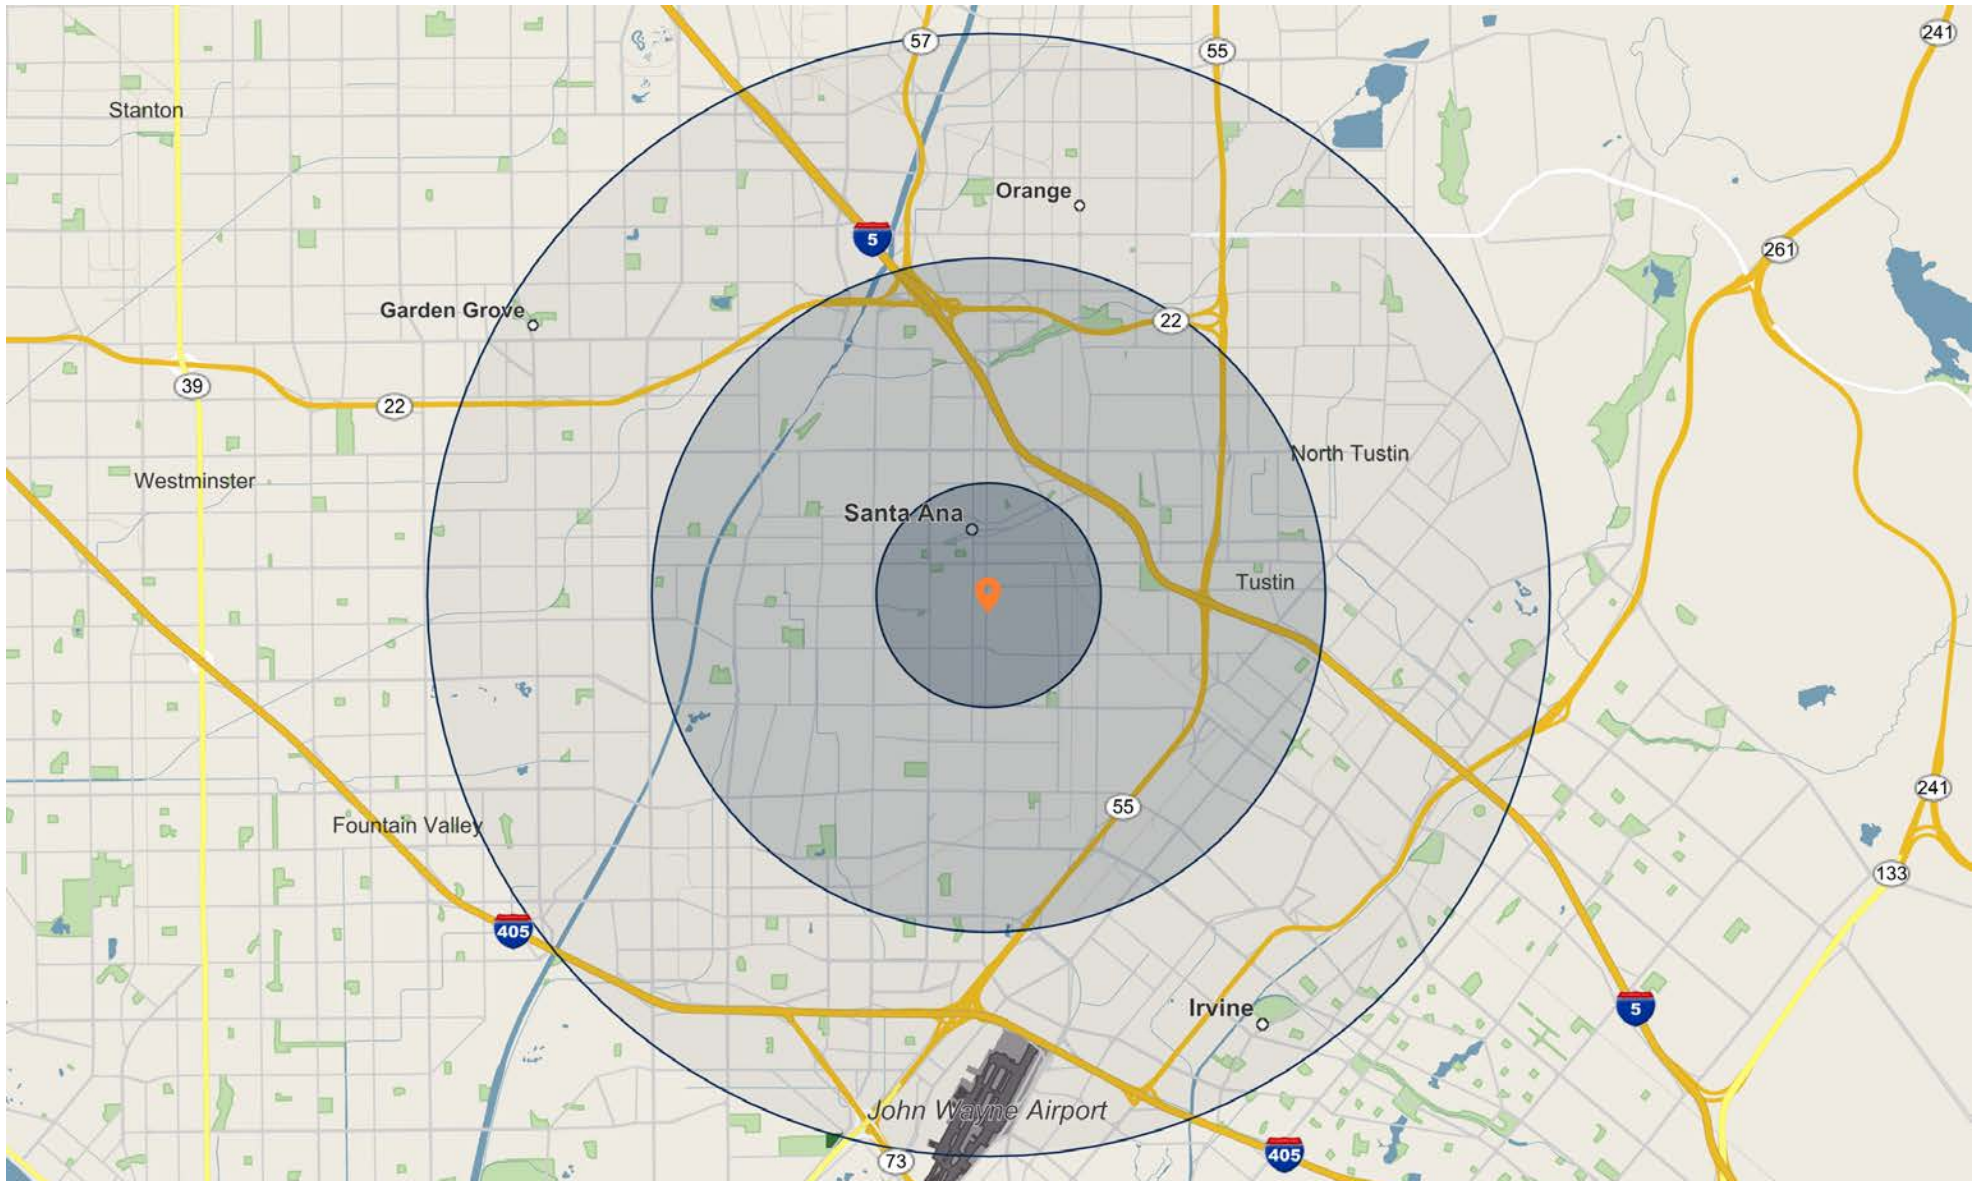 57
55
241
Stanton
Orange
5
261
Garden Grove
22
39
22
North Tustin
Westminster
Santa Ana
Tustin
241
55
Fountain Valley
133
405
Irvine
5
John Wayne Airport
405
73